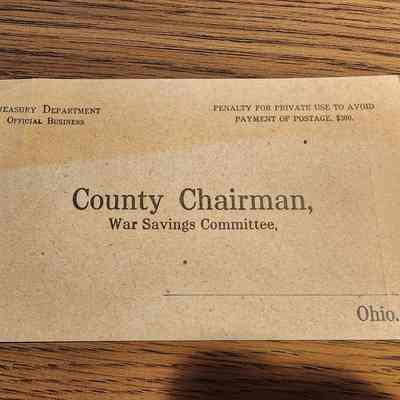 TREASURY DEPARTMENT
OFFICIAL BUSINESS
PENALTY FOR PRIVATE USE TO AVOID
PAYMENT OF POSTAGE, $300.
County Chairman,
War Savings Committee,
Ohio.